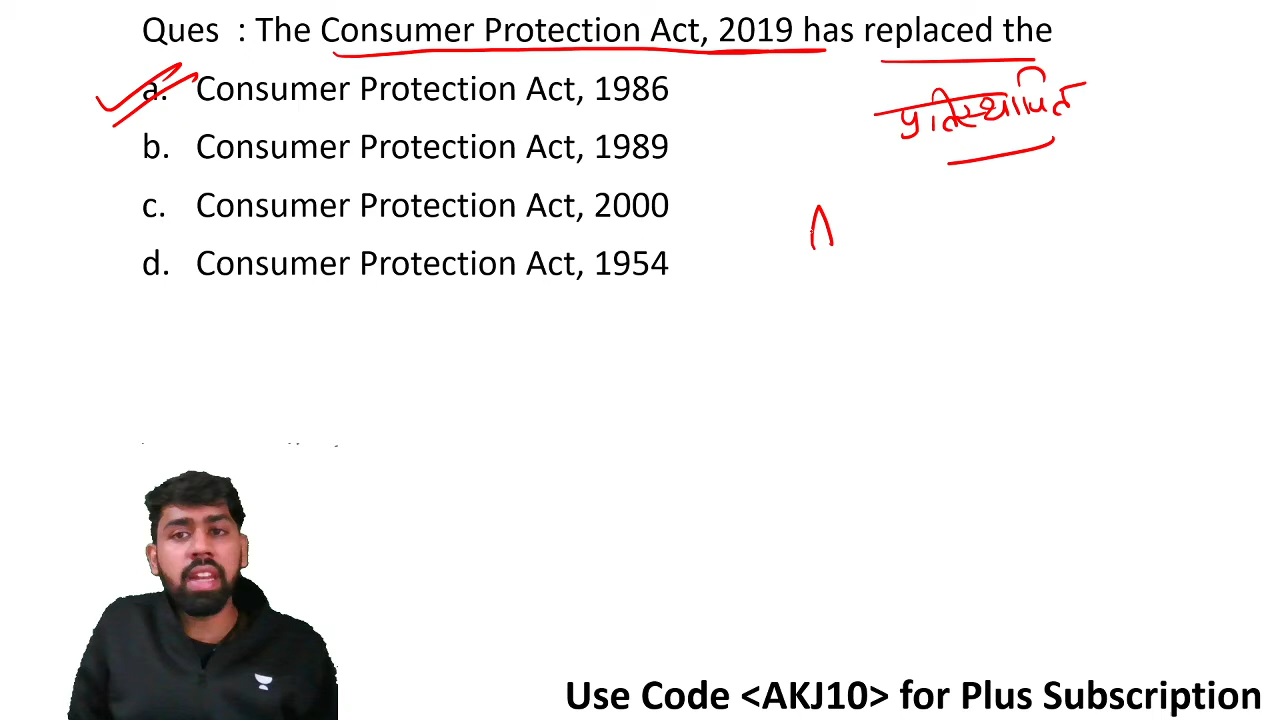 Ques : The Consumer Protection Act, 2019 has replaced the
a. Consumer Protection Act, 1986
प्रतिस्थापित
b. Consumer Protection Act, 1989
c. Consumer Protection Act, 2000
d. Consumer Protection Act, 1954
Use Code <AKJ10> for Plus Subscription